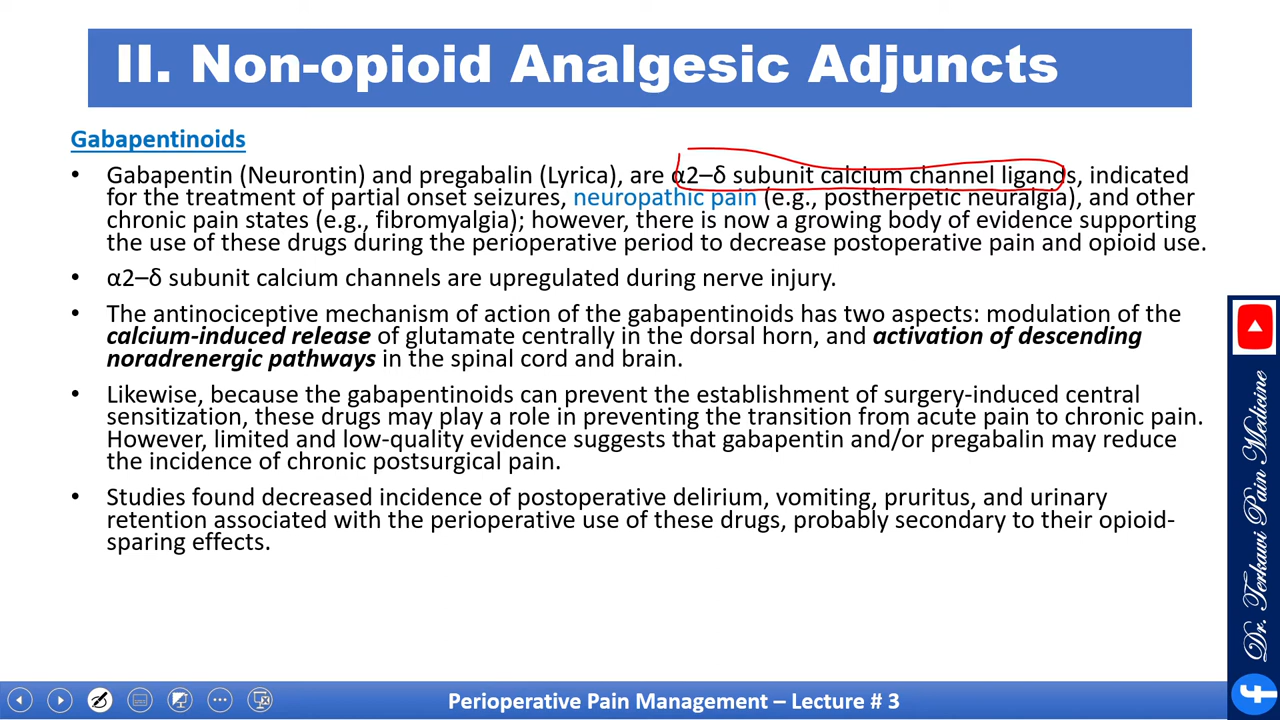 II. Non-opioid Analgesic Adjuncts
Gabapentinoids
• Gabapentin (Neurontin) and pregabalin (Lyrica), are α2–δ subunit calcium channel ligands, indicated
for the treatment of partial onset seizures, neuropathic pain (e.g., postherpetic neuralgia), and other
chronic pain states (e.g., fibromyalgia); however, there is now a growing body of evidence supporting
the use of these drugs during the perioperative period to decrease postoperative pain and opioid use.
• α2–δ subunit calcium channels are upregulated during nerve injury.
• The antinociceptive mechanism of action of the gabapentinoids has two aspects: modulation of the
calcium-induced release of glutamate centrally in the dorsal horn, and activation of descending
noradrenergic pathways in the spinal cord and brain.
• Likewise, because the gabapentinoids can prevent the establishment of surgery-induced central
sensitization, these drugs may play a role in preventing the transition from acute pain to chronic pain.
However, limited and low-quality evidence suggests that gabapentin and/or pregabalin may reduce
the incidence of chronic postsurgical pain.
• Studies found decreased incidence of postoperative delirium, vomiting, pruritus, and urinary
retention associated with the perioperative use of these drugs, probably secondary to their opioid-
sparing effects.
Dr. Terkawi Pain Medicine
Perioperative Pain Management – Lecture # 3